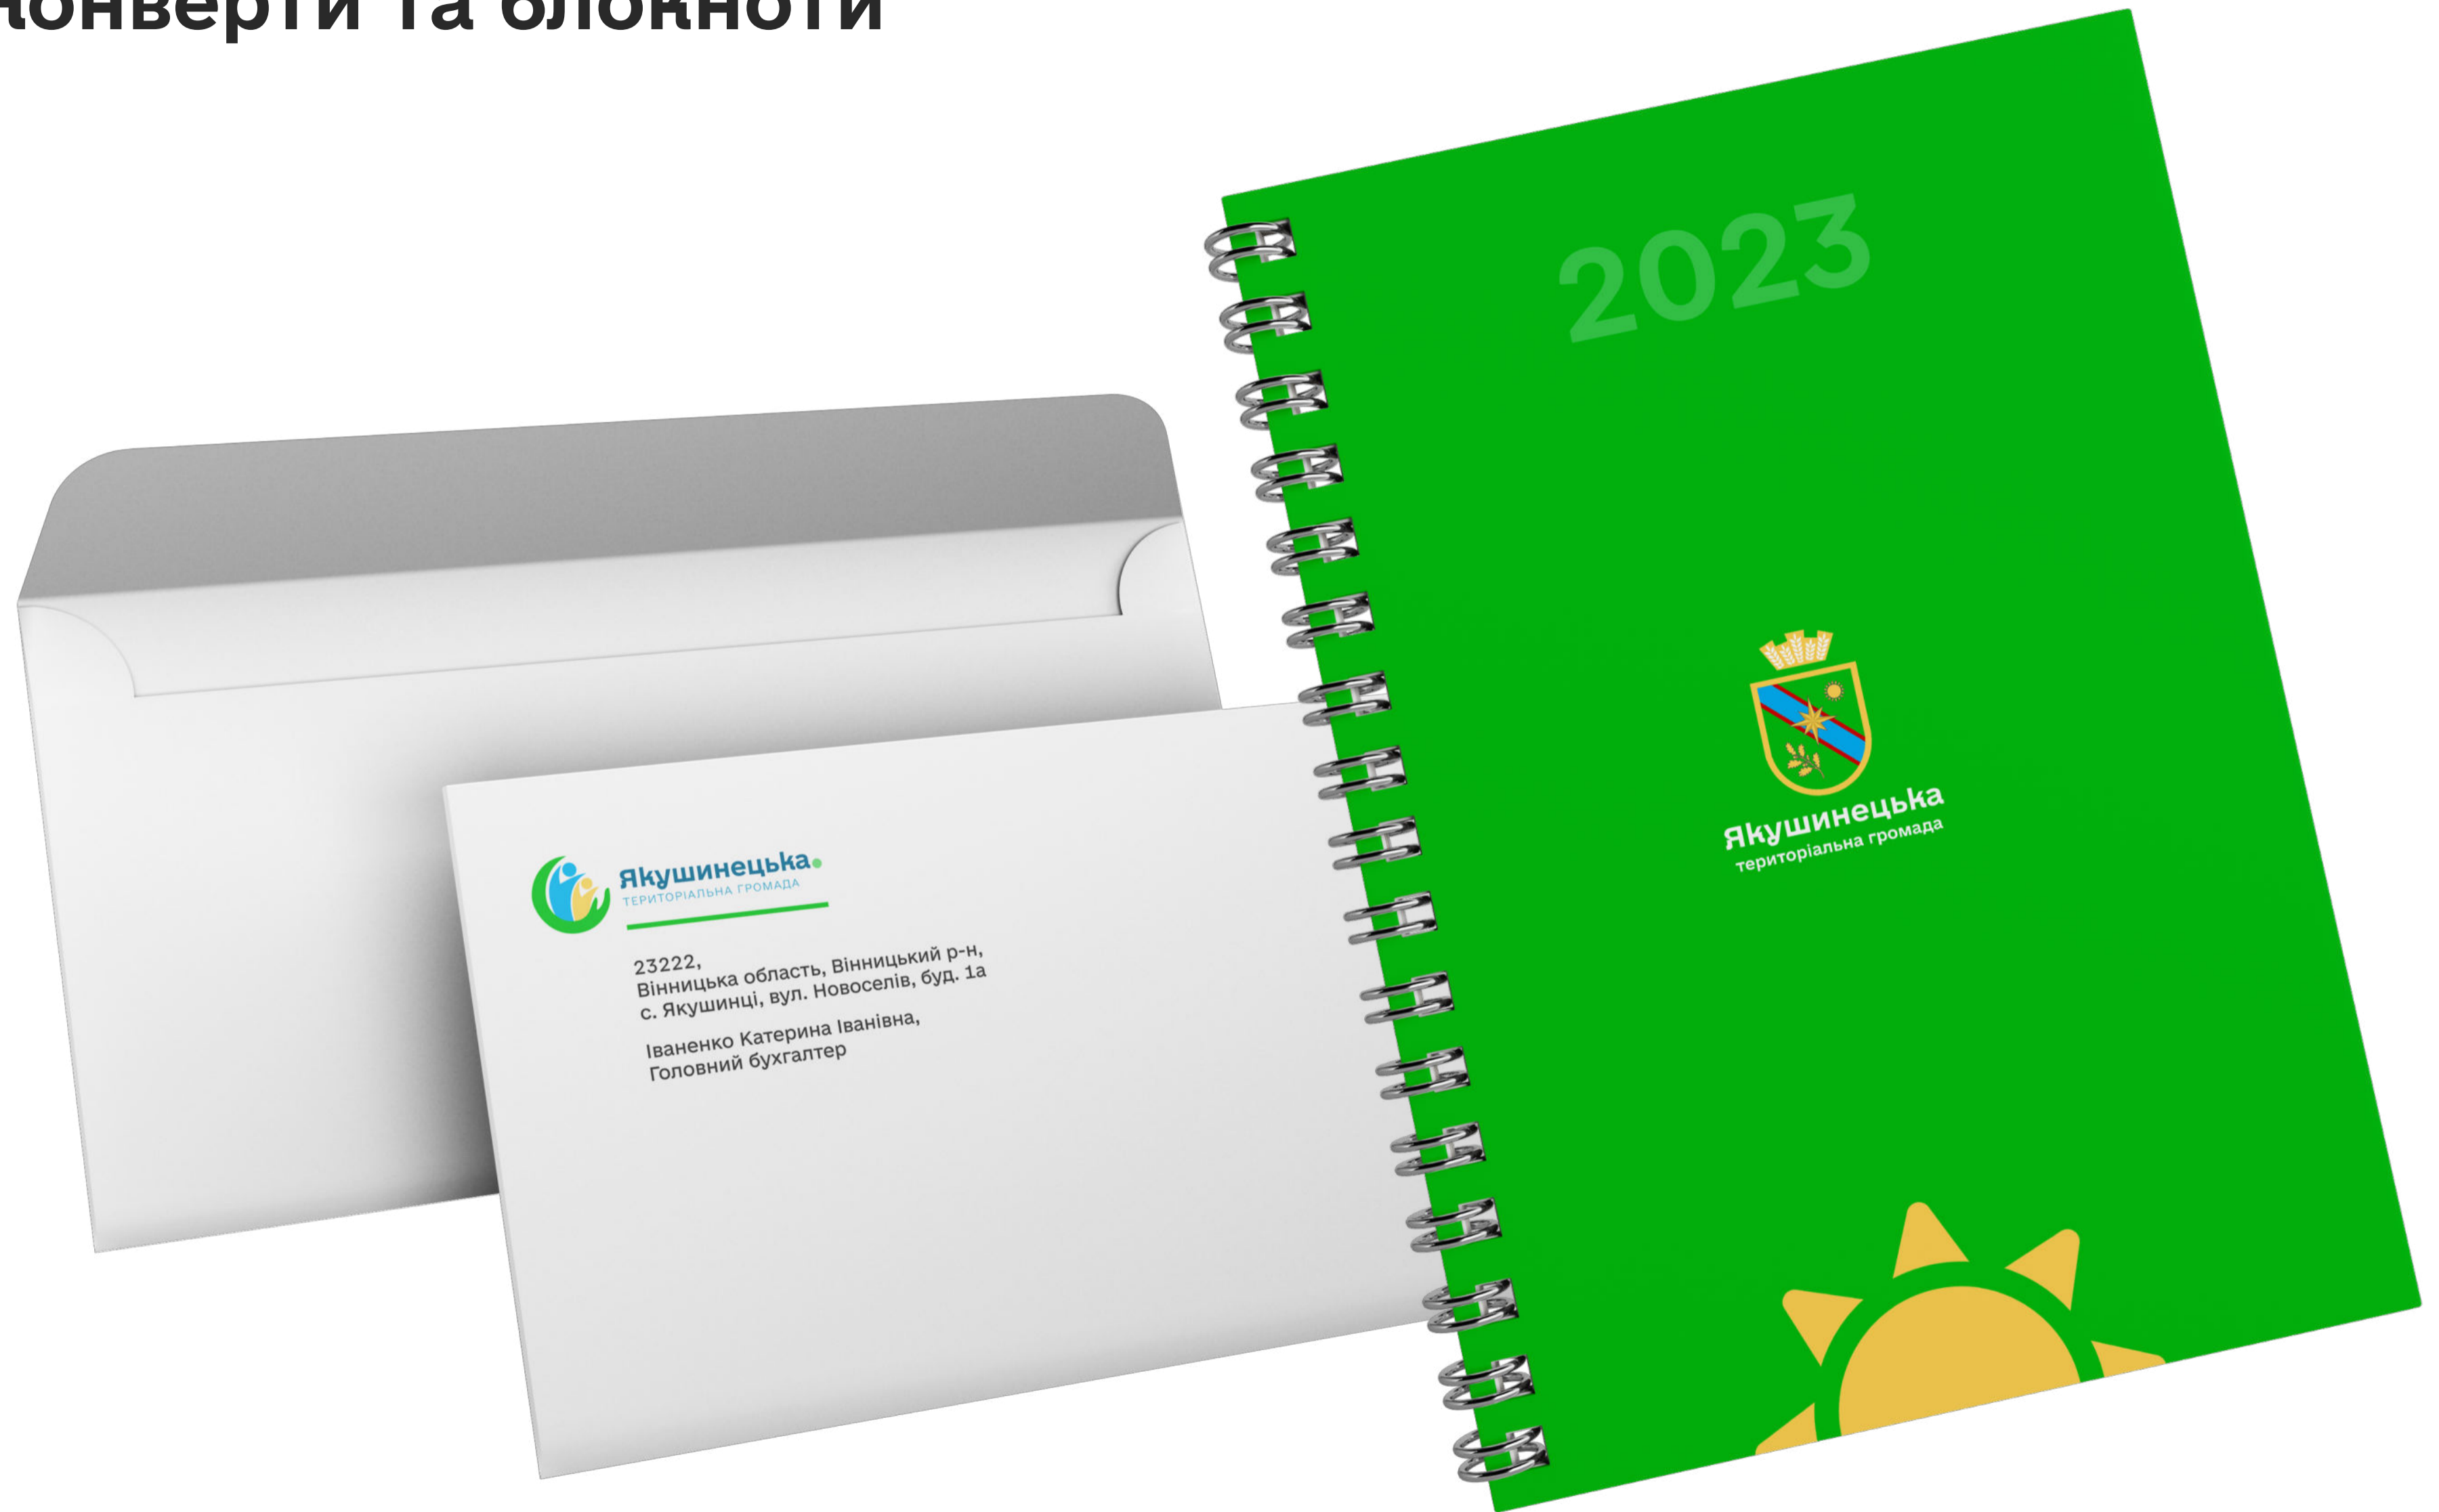 конверти та блокноти
2023
Якушинецька
територіальна громада
Якушинецька
ТЕРИТОРІАЛЬНА ГРОМАДА
23222,
Вінницька область, Вінницький р-н,
с. Якушинці, вул. Новоселів, буд. 1а
Іваненко Катерина Іванівна,
Головний бухгалтер